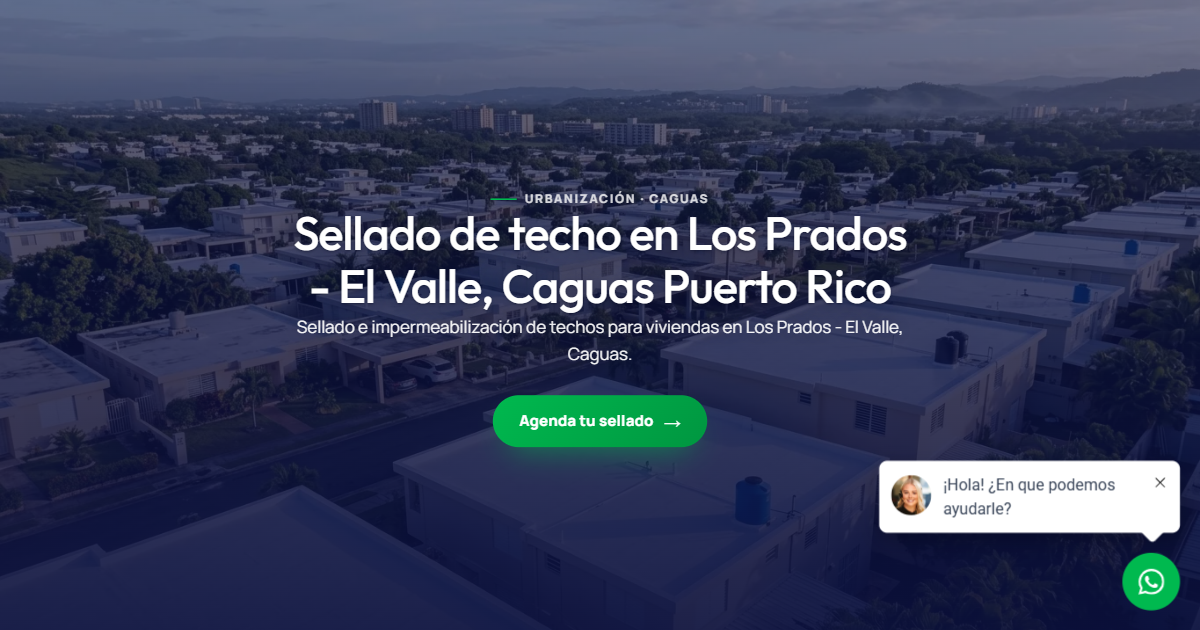 URBANIZACIÓN · CAGUAS
Sellado de techo en Los Prados
- El Valle, Caguas Puerto Rico
Sellado e impermeabilización de techos para viviendas en Los Prados - El Valle,
Caguas.
Agenda tu sellado →
¡Hola! ¿En que podemos
ayudarle?